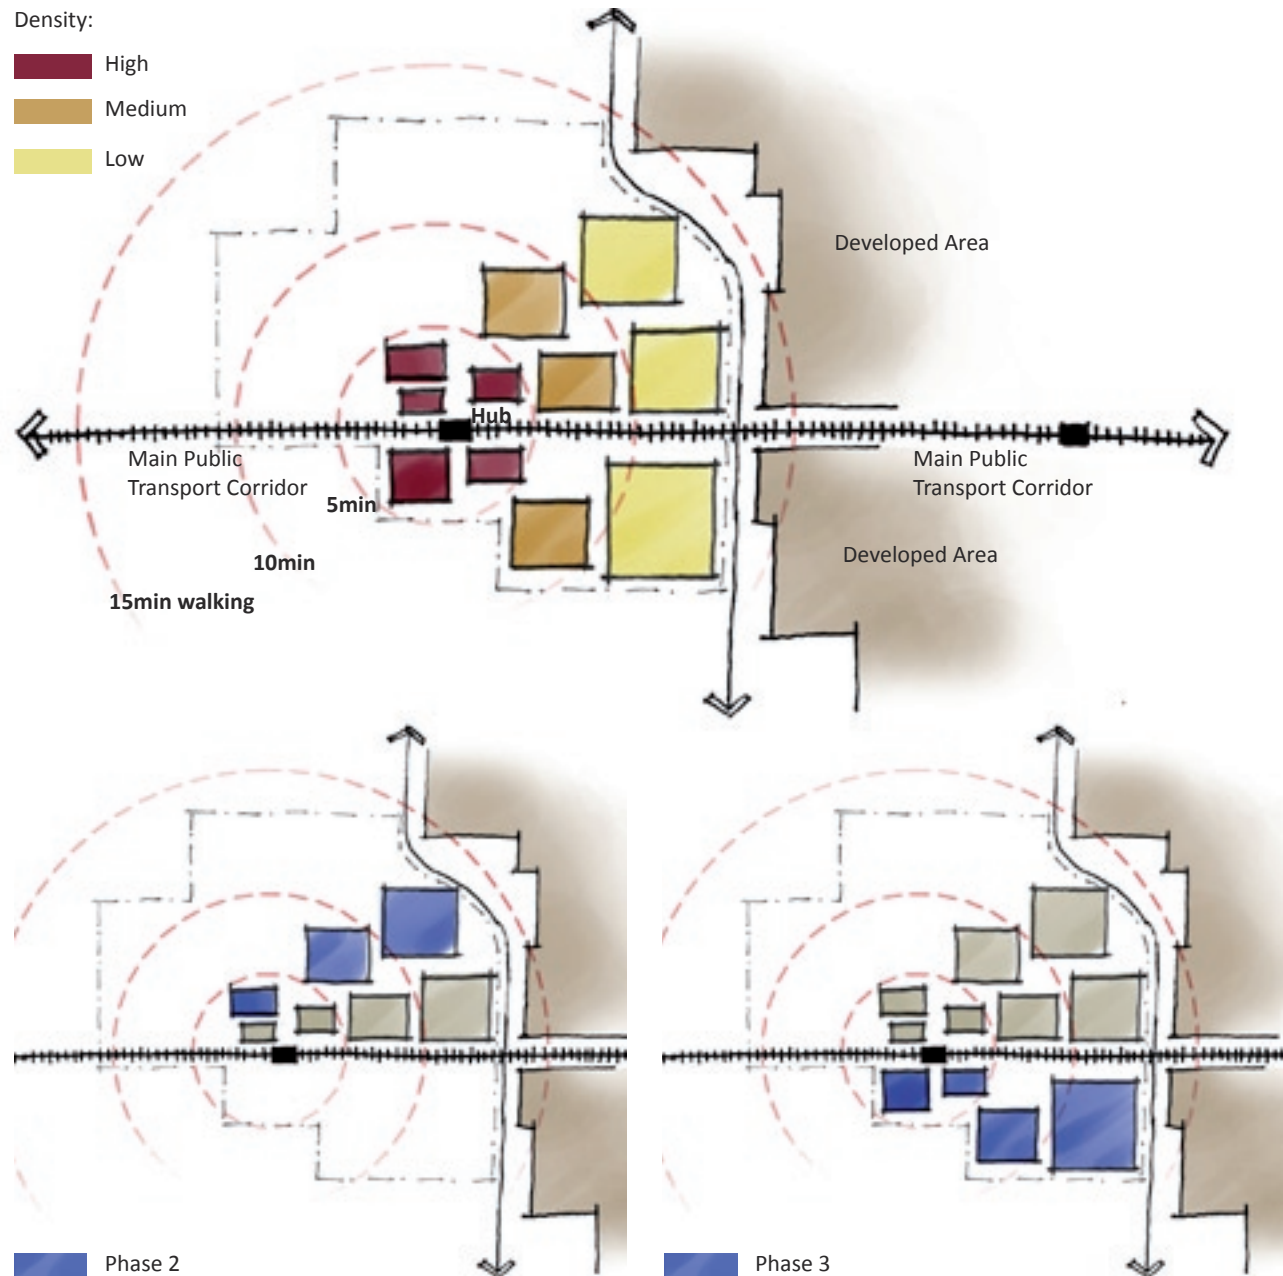 Density:
High
Medium
Low
Developed Area
Hub
Main Public
Transport Corridor
Main Public
Transport Corridor
5min
10min
Developed Area
15min walking
Phase 2
Phase 3